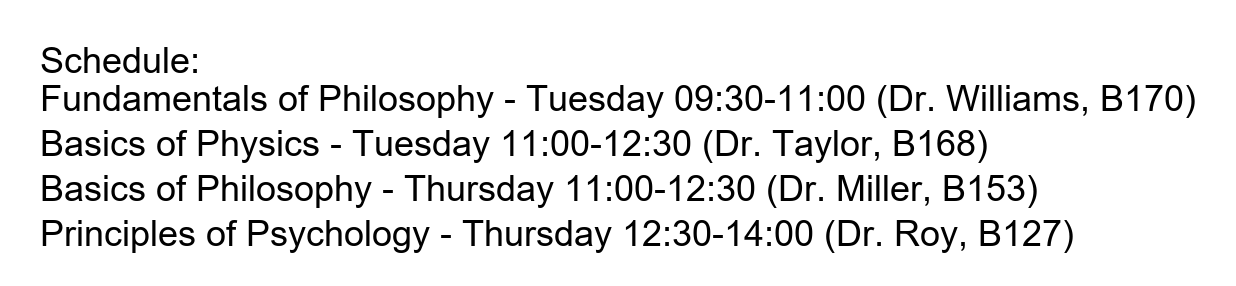 Schedule:
Fundamentals of Philosophy - Tuesday 09:30-11:00 (Dr. Williams, B170)
Basics of Physics - Tuesday 11:00-12:30 (Dr. Taylor, B168)
Basics of Philosophy - Thursday 11:00-12:30 (Dr. Miller, B153)
Principles of Psychology - Thursday 12:30-14:00 (Dr. Roy, B127)